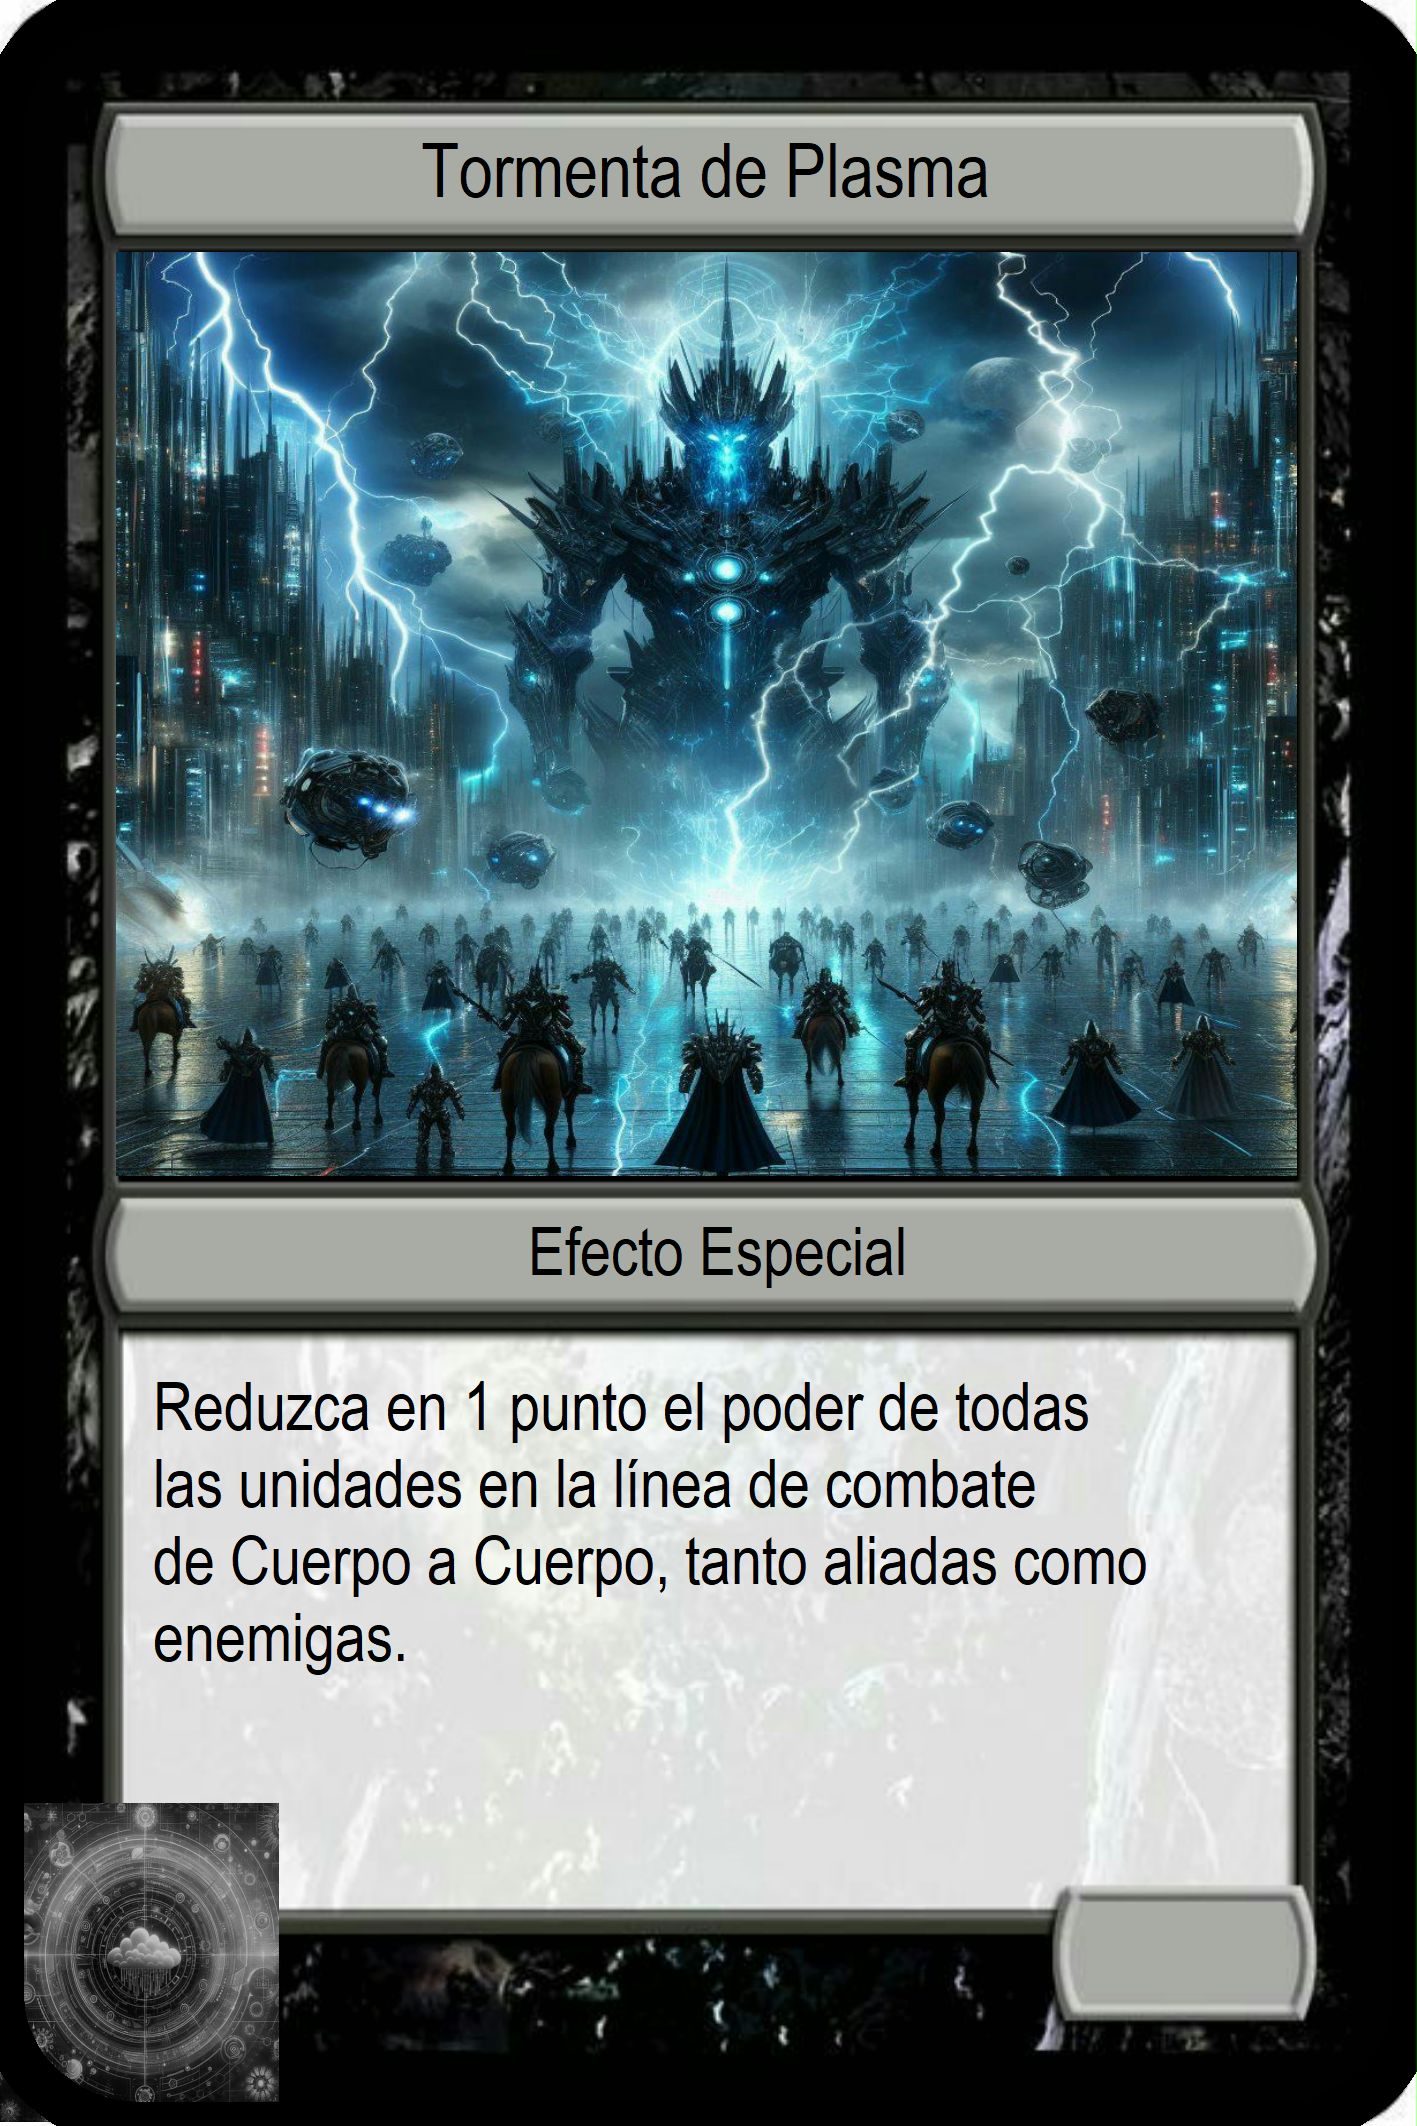 Tormenta de Plasma
Efecto Especial
Reduzca en 1 punto el poder de todas
las unidades en la línea de combate
de Cuerpo a Cuerpo, tanto aliadas como
enemigas.